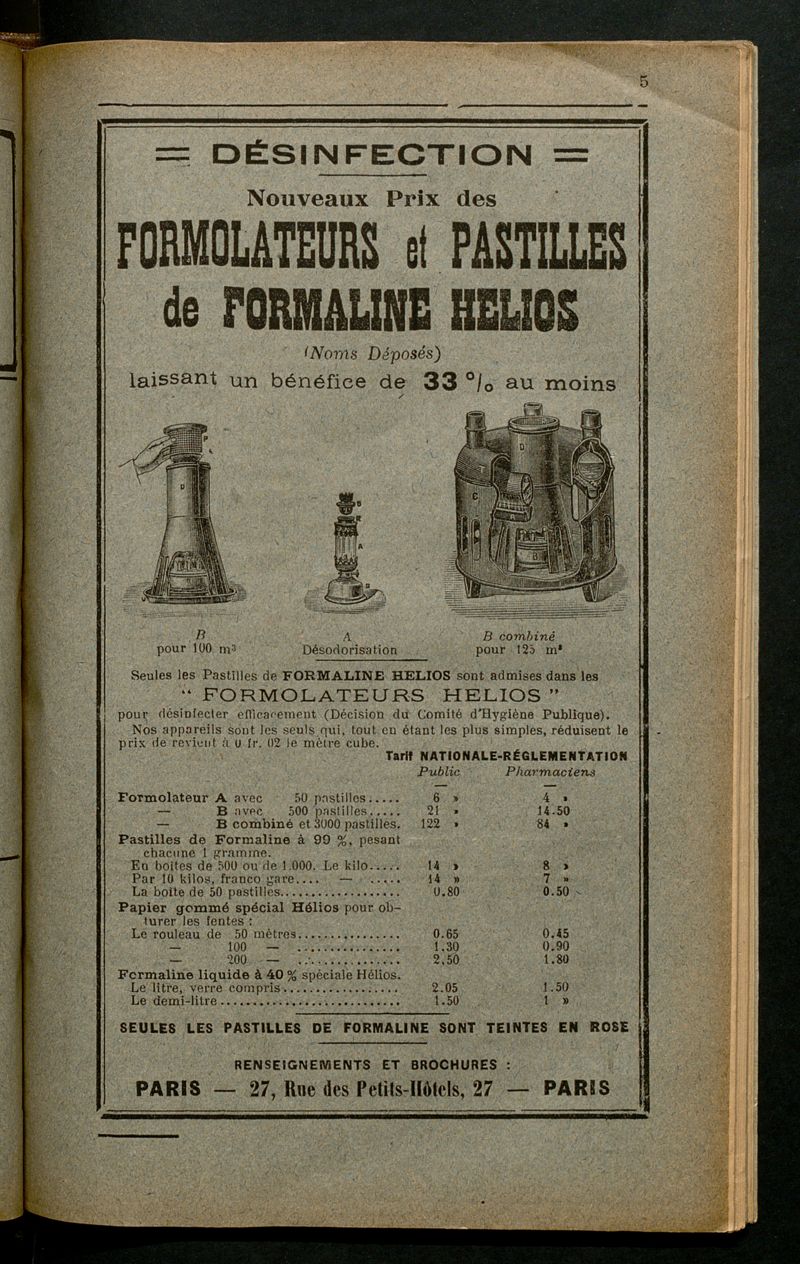 5
= DÉSINFECTION =
Nouveaux Prix des
FORMOLATEURS et PASTILLES
de FORMALINE HELIOS
(Noms Déposés)
laissant un bénéfice de 33 °/o au moins
B
pour 100 m³
A
Désodorisation
B combiné
pour 125 m³
Seules les Pastilles de FORMALINE HELIOS sont admises dans les
“ FORMOLATEURS HELIOS ”
pour désinfecter efficacement (Décision du Comité d'Hygiène Publique).
Nos appareils sont les seuls qui, tout en étant les plus simples, réduisent le
prix de revient à 0 fr. 02 le mètre cube.
Tarif NATIONALE-RÉGLEMENTATION
Public Pharmaciens
Formolateur A avec 50 pastilles..... 6 » 4 »
— B avec 500 pastilles..... 21 » 14.50
— B combiné et 3000 pastilles. 122 » 84 »
Pastilles de Formaline à 99 %, pesant
chacune 1 gramme.
En boîtes de 500 ou de 1.000. Le kilo..... 14 » 8 »
Par 10 kilos, franco gare.... — ..... 14 » 7 »
La boîte de 50 pastilles.................. 0.80 0.50
Papier gommé spécial Hélios pour ob-
turer les fentes :
Le rouleau de 50 mètres............... 0.65 0.45
— 100 — ............... 1.30 0.90
— 200 — ............... 2,50 1.80
Formaline liquide à 40 % spéciale Hélios.
Le litre, verre compris................. 2.05 1.50
Le demi-litre.......................... 1.50 1 »
SEULES LES PASTILLES DE FORMALINE SONT TEINTES EN ROSE
RENSEIGNEMENTS ET BROCHURES :
PARIS — 27, Rue des Petits-Hôtels, 27 — PARIS